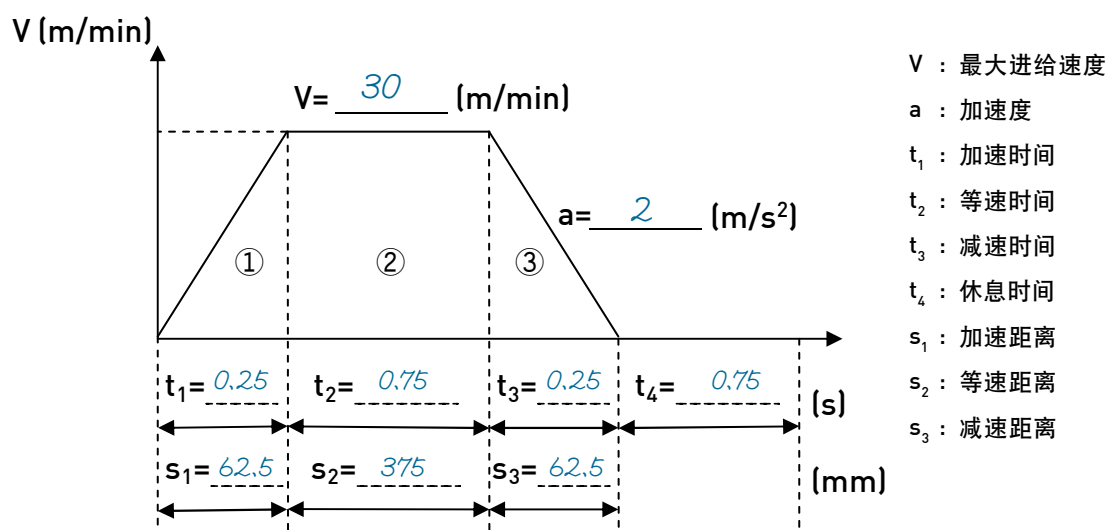 V (m/min)
V= 30 (m/min)
a= 2 (m/s²)
① ② ③
t₁= 0.25 t₂= 0.75 t₃= 0.25 t₄= 0.75 (s)
s₁= 62.5 s₂= 375 s₃= 62.5 (mm)
V : 最大进给速度
a : 加速度
t₁ : 加速时间
t₂ : 等速时间
t₃ : 减速时间
t₄ : 休息时间
s₁ : 加速距离
s₂ : 等速距离
s₃ : 减速距离